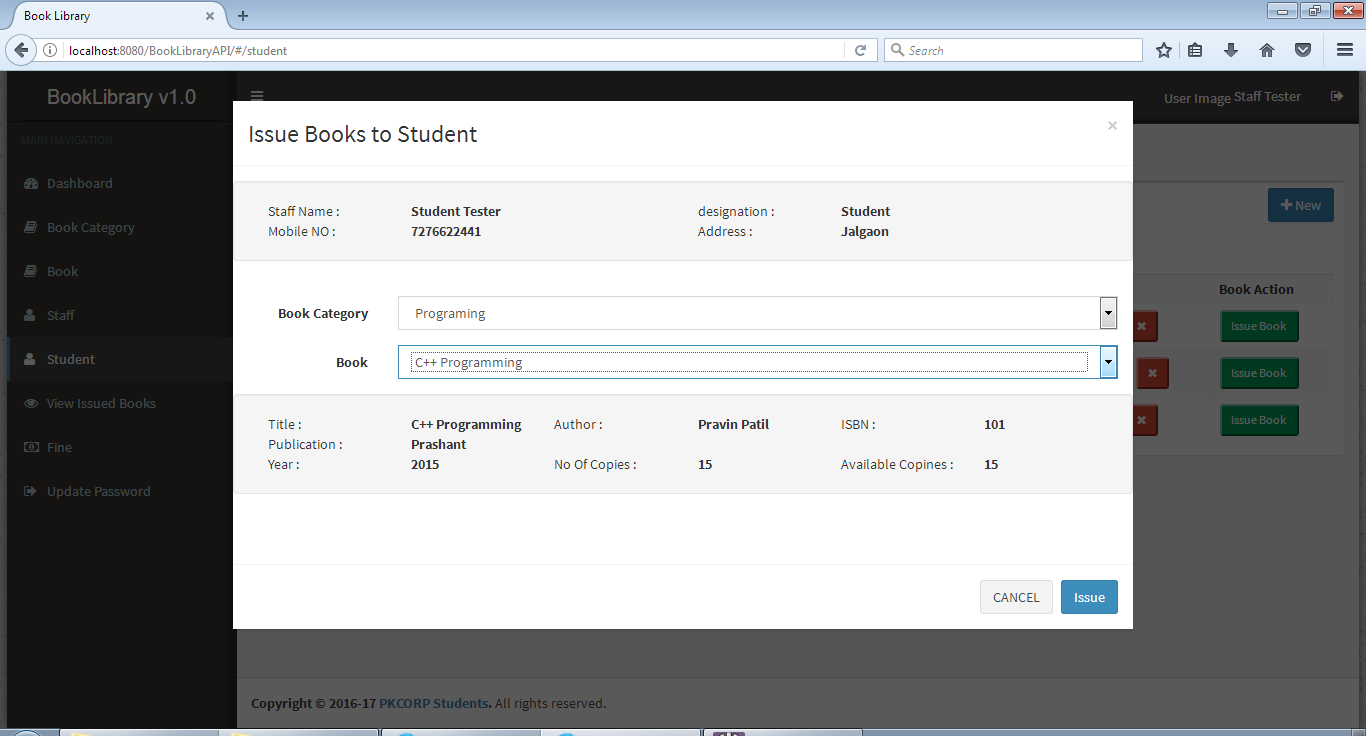 Book Library
localhost:8080/BookLibraryAPI/#/student
Search
BookLibrary v1.0
User Image Staff Tester
MAIN NAVIGATION
Dashboard
Book Category
Book
Staff
Student
View Issued Books
Fine
Update Password
New
Book Action
Issue Book
Issue Book
Issue Book
Issue Books to Student
×
Staff Name : Student Tester designation : Student
Mobile NO : 7276622441 Address : Jalgaon
Book Category Programing
Book C++ Programming
Title : C++ Programming Author : Pravin Patil ISBN : 101
Publication : Prashant
Year : 2015 No Of Copies : 15 Available Copines : 15
CANCEL Issue
Copyright © 2016-17 PKCORP Students. All rights reserved.